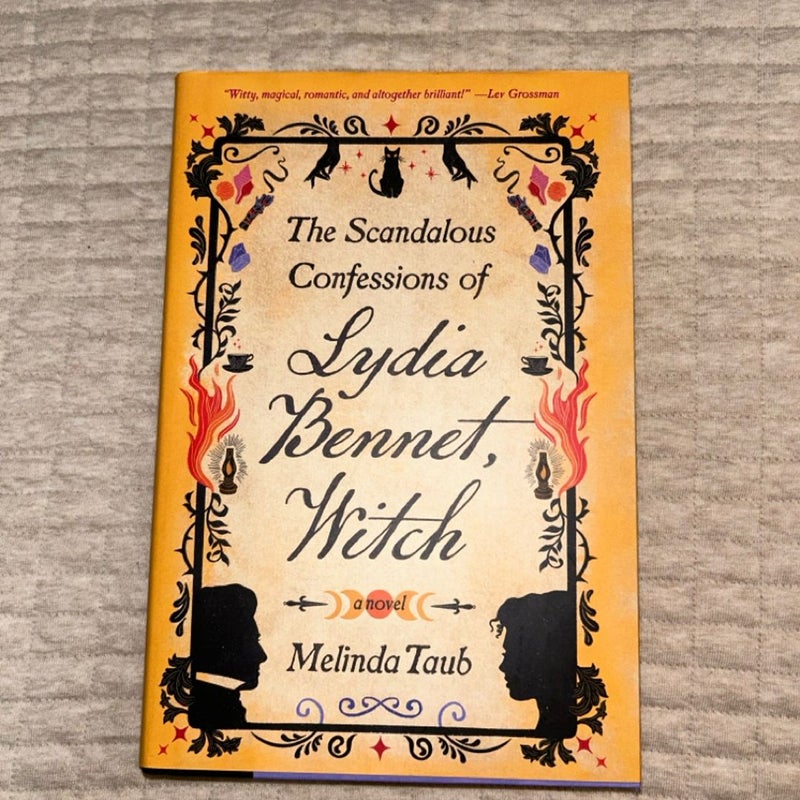 "Witty, magical, romantic, and altogether brilliant!" —Lev Grossman
The Scandalous
Confessions of
Lydia
Bennet,
Witch
a novel
Melinda Taub